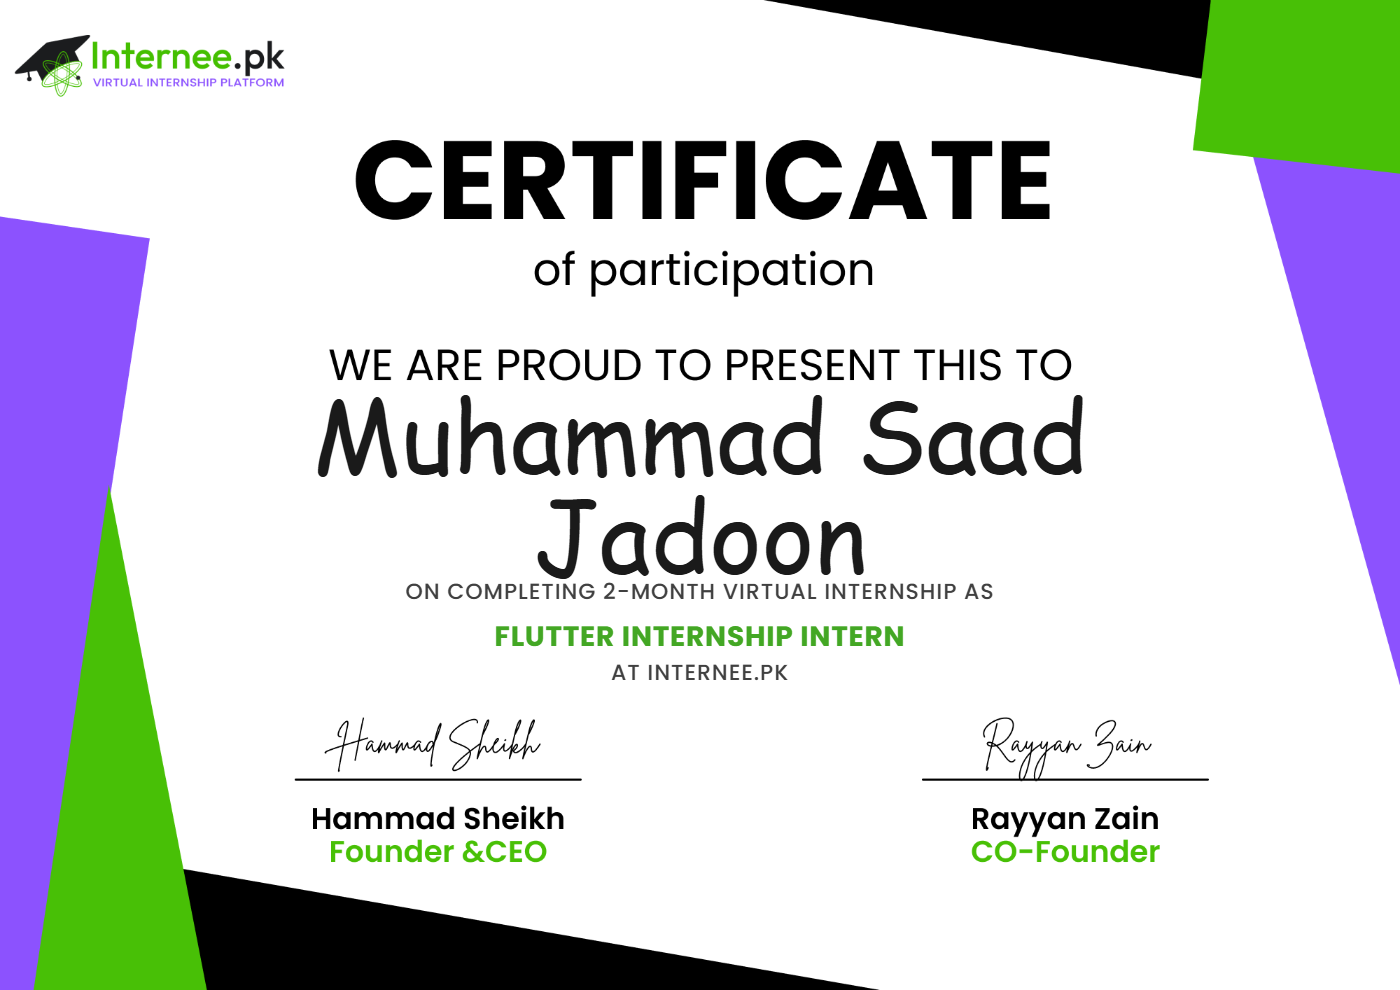 Internee.pk
VIRTUAL INTERNSHIP PLATFORM
CERTIFICATE
of participation
WE ARE PROUD TO PRESENT THIS TO
Muhammad Saad
Jadoon
ON COMPLETING 2-MONTH VIRTUAL INTERNSHIP AS
FLUTTER INTERNSHIP INTERN
AT INTERNEE.PK
Hammad Sheikh
Hammad Sheikh
Founder &CEO
Rayyan Zain
Rayyan Zain
CO-Founder